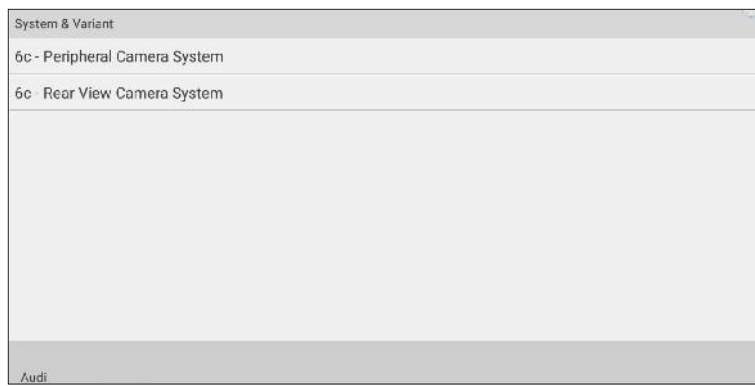 System & Variant
6c - Peripheral Camera System
6c - Rear View Camera System
Audi